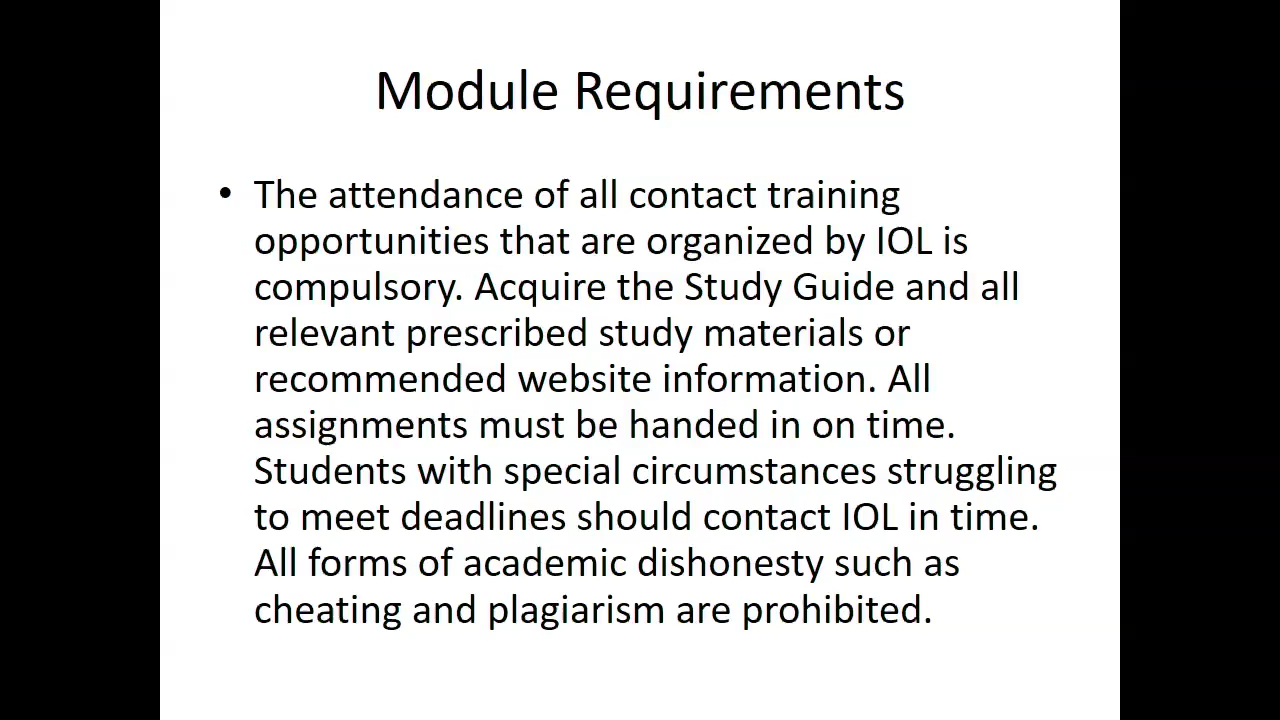 Module Requirements
• The attendance of all contact training
opportunities that are organized by IOL is
compulsory. Acquire the Study Guide and all
relevant prescribed study materials or
recommended website information. All
assignments must be handed in on time.
Students with special circumstances struggling
to meet deadlines should contact IOL in time.
All forms of academic dishonesty such as
cheating and plagiarism are prohibited.